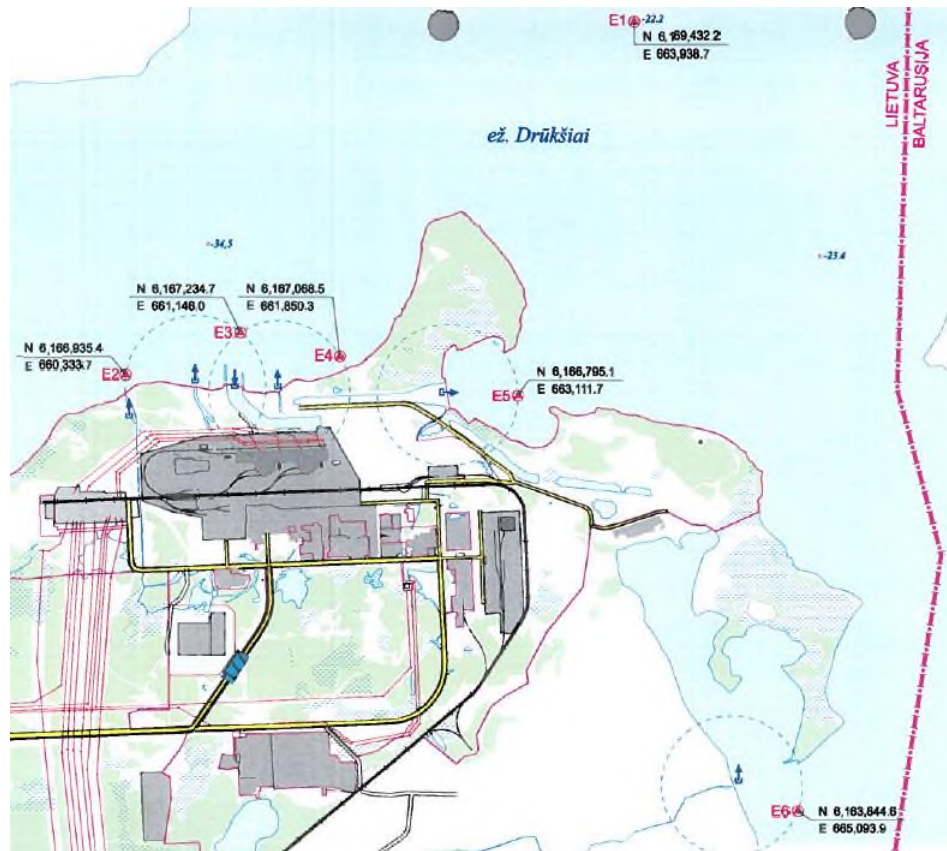 E1
-22.2
N 6,169,432.2
E 663,938.7
LIETUVA
BALTARUSIJA
ež. Drūkšiai
-34,5
-23.4
N 6,167,234.7
E 661,146.0
E3
N 6,167,068.5
E 661,850.3
E4
N 6,166,935.4
E 660,333.7
E2
E5
N 6,166,795.1
E 663,111.7
E6
N 6,163,844.6
E 665,093.9